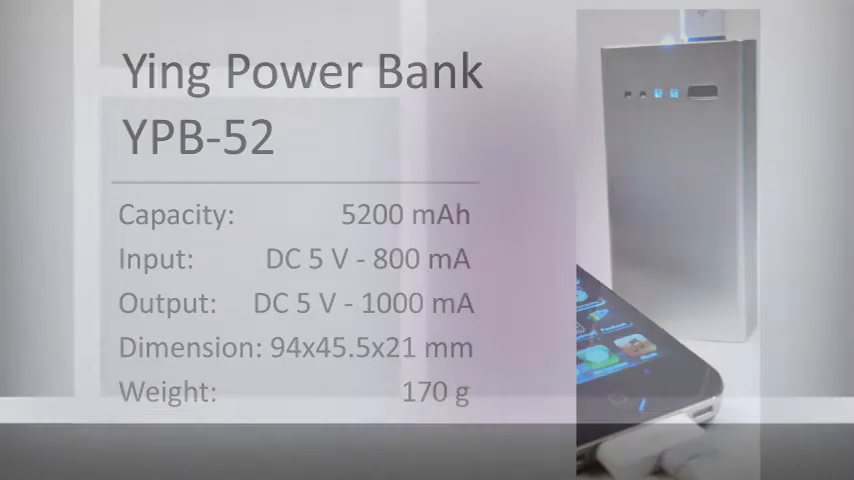 Ying Power Bank
YPB-52
Capacity: 5200 mAh
Input: DC 5 V - 800 mA
Output: DC 5 V - 1000 mA
Dimension: 94x45.5x21 mm
Weight: 170 g